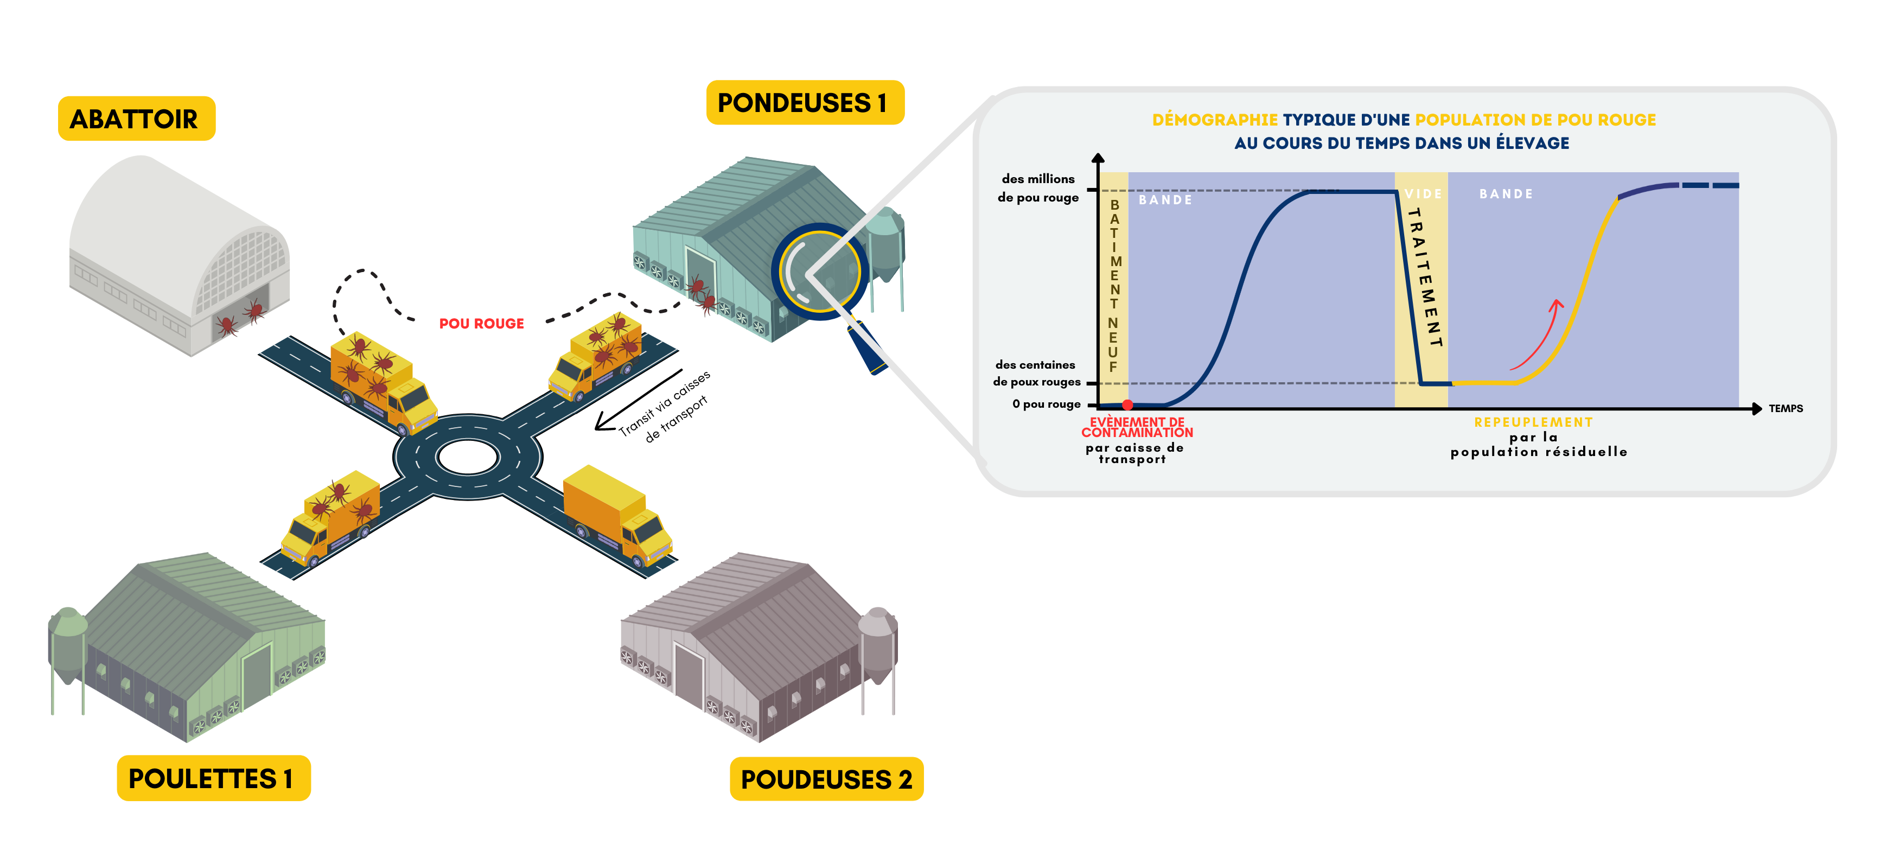 ABATTOIR
PONDEUSES 1
POU ROUGE
Transit via caisses
de transport
POULETTES 1
POUDEUSES 2
DÉMOGRAPHIE TYPIQUE D'UNE POPULATION DE POU ROUGE
AU COURS DU TEMPS DANS UN ÉLEVAGE
des millions
de pou rouge
des centaines
de poux rouges
0 pou rouge
BATIMENT NEUF
BANDE
VIDE
TRAITEMENT
BANDE
TEMPS
EVÈNEMENT DE
CONTAMINATION
par caisse de
transport
REPEUPLEMENT
par la
population résiduelle